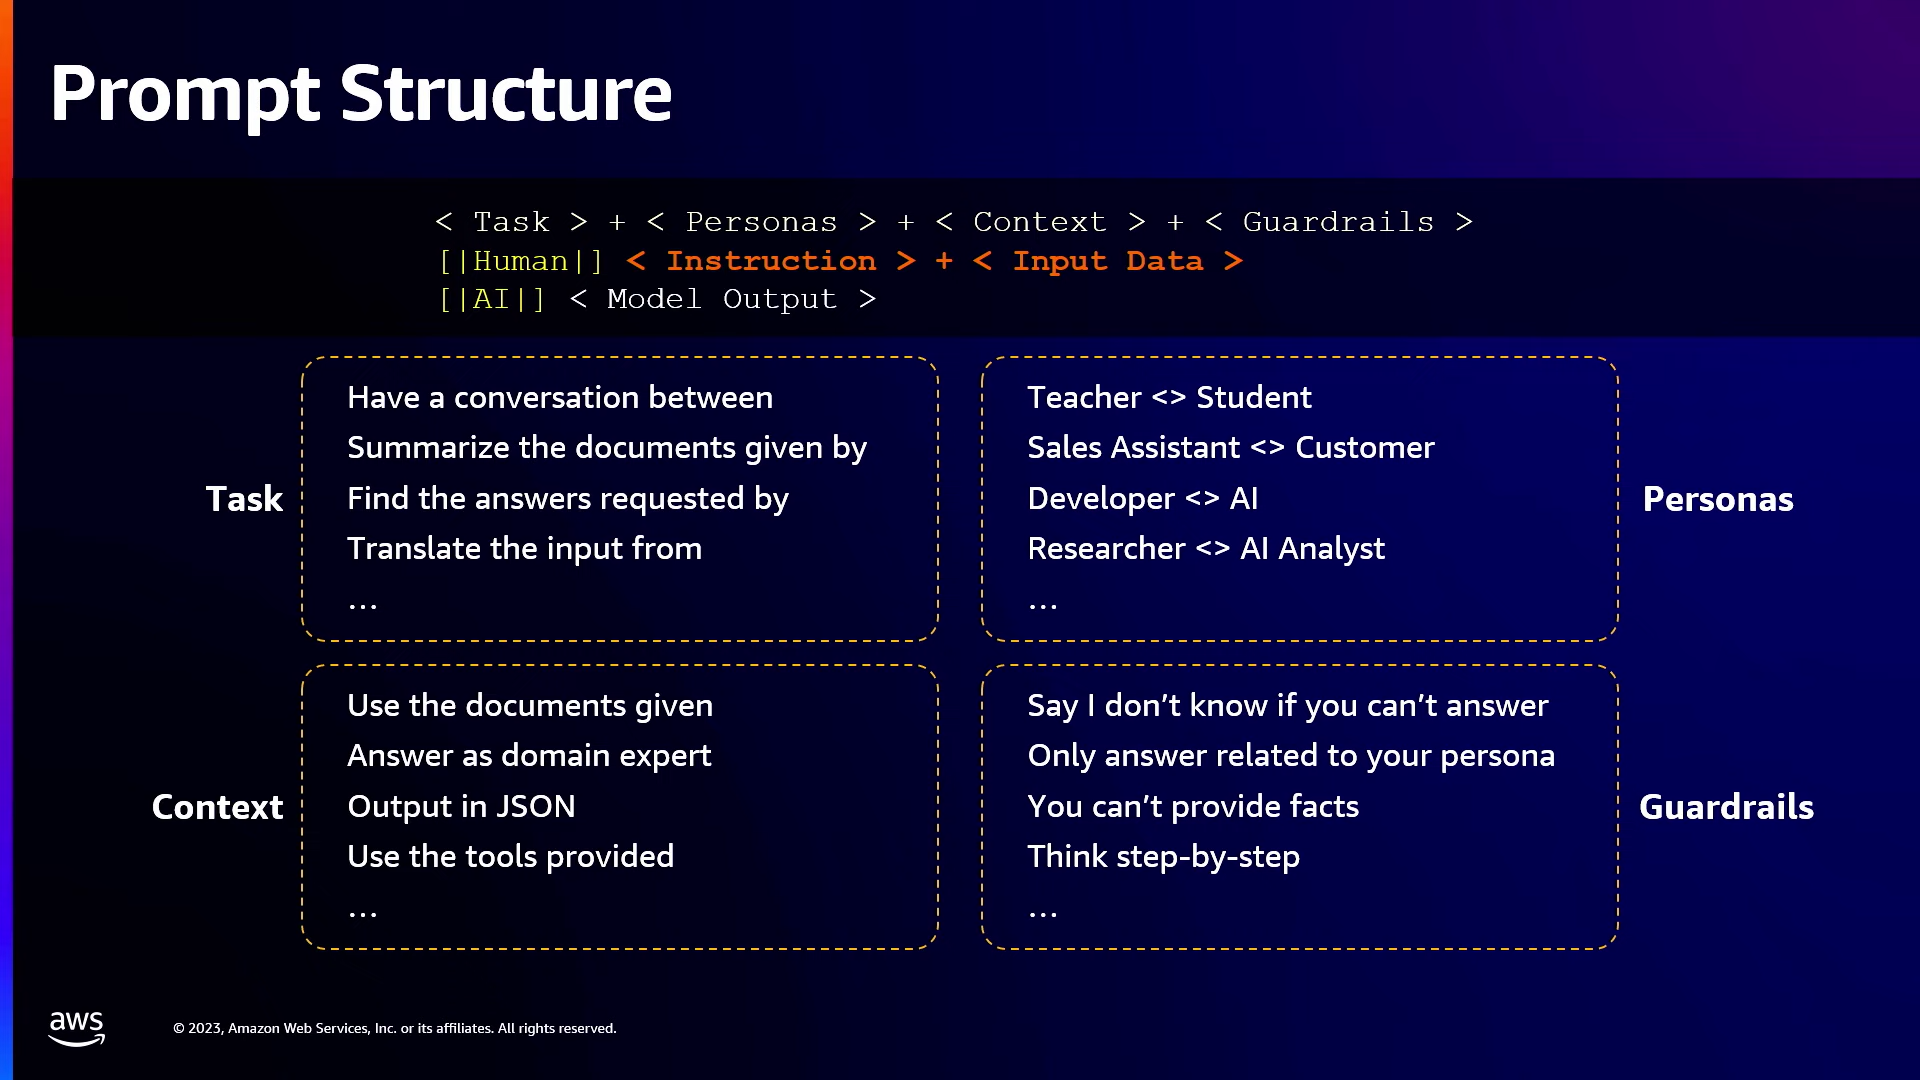 Prompt Structure
< Task > + < Personas > + < Context > + < Guardrails >
[|Human|] < Instruction > + < Input Data >
[|AI|] < Model Output >
Task
Have a conversation between
Summarize the documents given by
Find the answers requested by
Translate the input from
...
Teacher <> Student
Sales Assistant <> Customer
Developer <> AI
Researcher <> AI Analyst
...
Personas
Context
Use the documents given
Answer as domain expert
Output in JSON
Use the tools provided
...
Say I don’t know if you can’t answer
Only answer related to your persona
You can’t provide facts
Think step-by-step
...
Guardrails
aws
© 2023, Amazon Web Services, Inc. or its affiliates. All rights reserved.